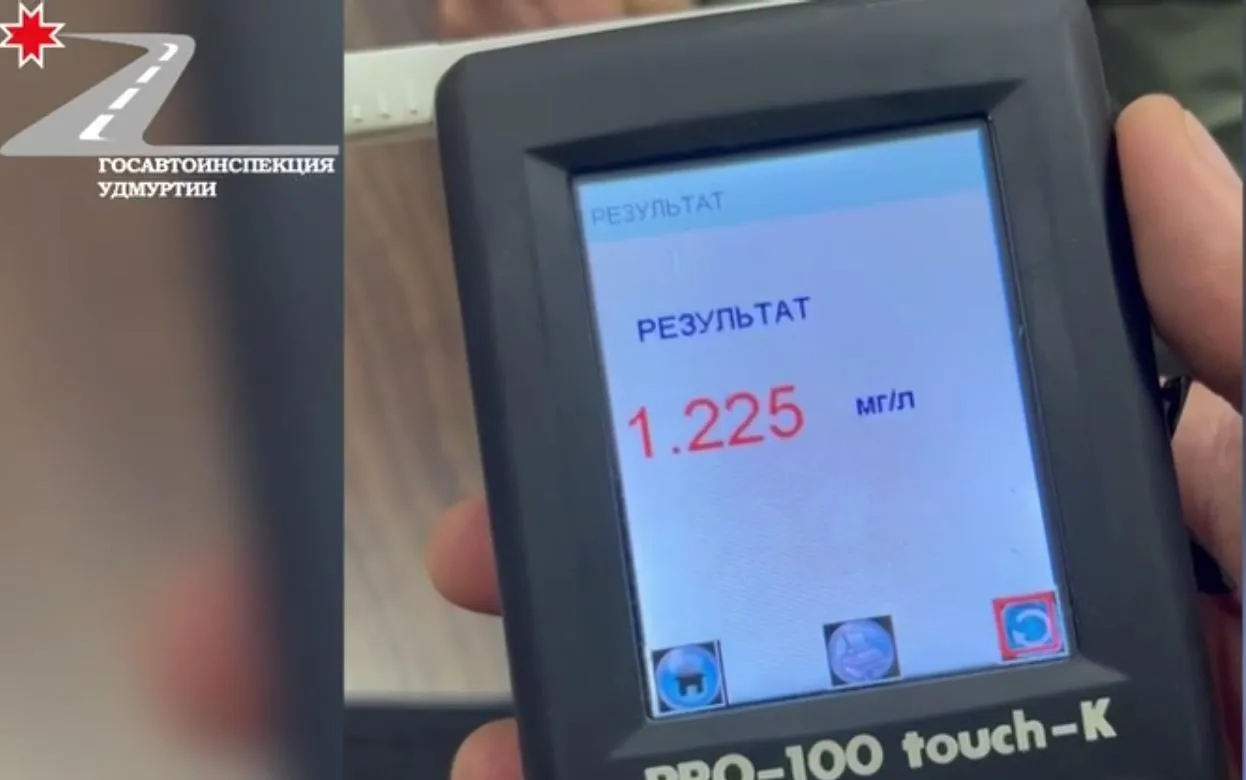 ГОСАВТОИНСПЕКЦИЯ
УДМУРТИИ
РЕЗУЛЬТАТ
РЕЗУЛЬТАТ
1.225 мг/л
PRO-100 touch-K